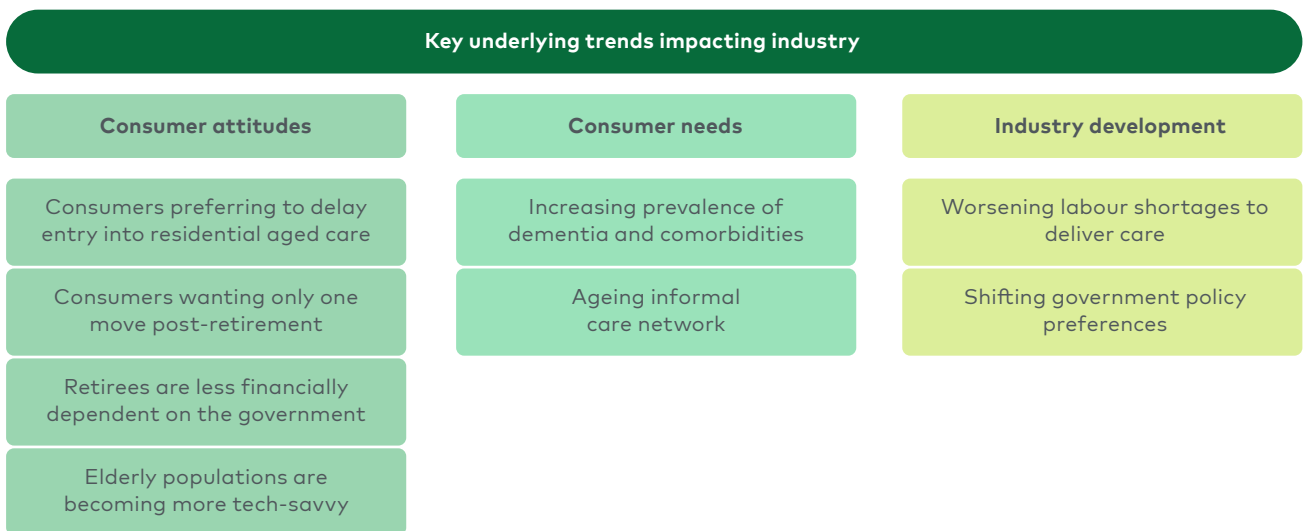 Key underlying trends impacting industry
Consumer attitudes
Consumers preferring to delay
entry into residential aged care
Consumers wanting only one
move post-retirement
Retirees are less financially
dependent on the government
Elderly populations are
becoming more tech-savvy
Consumer needs
Increasing prevalence of
dementia and comorbidities
Ageing informal
care network
Industry development
Worsening labour shortages to
deliver care
Shifting government policy
preferences